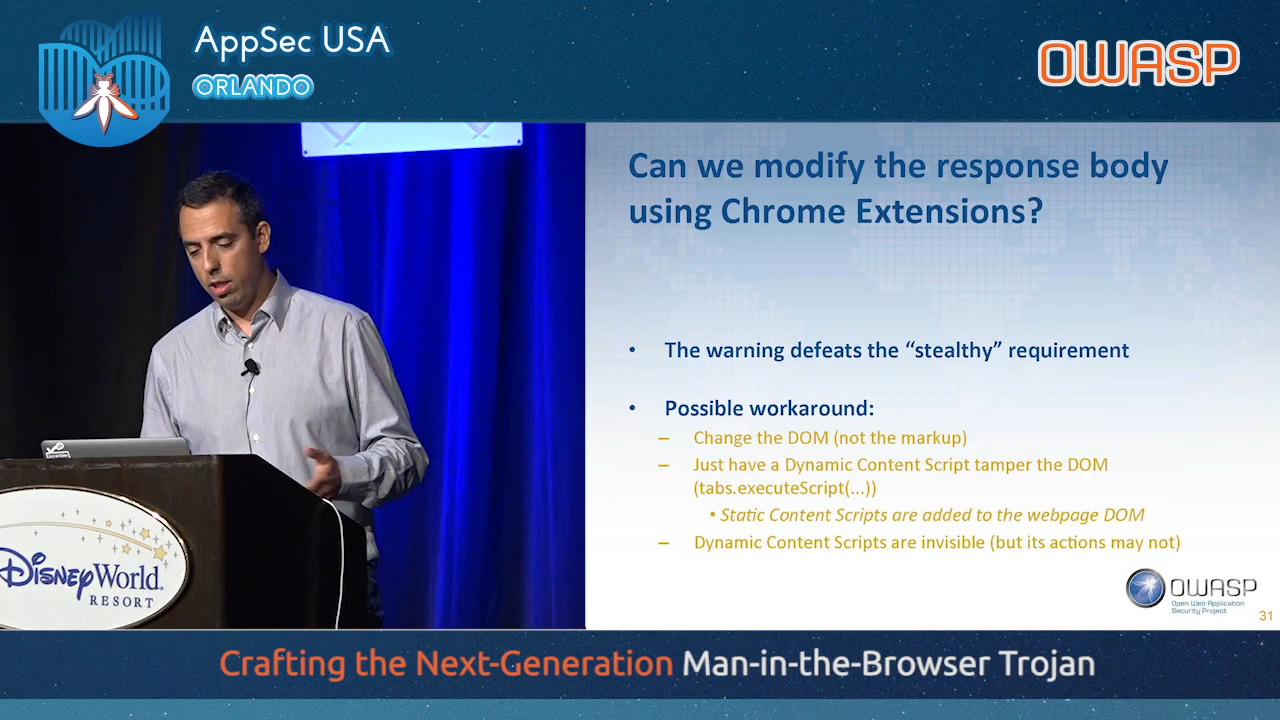 AppSec USA
ORLANDO
OWASP
Can we modify the response body
using Chrome Extensions?
• The warning defeats the “stealthy” requirement
• Possible workaround:
– Change the DOM (not the markup)
– Just have a Dynamic Content Script tamper the DOM
(tabs.executeScript(...))
• Static Content Scripts are added to the webpage DOM
– Dynamic Content Scripts are invisible (but its actions may not)
DisneyWorld.
RESORT
OWASP
Open Web Application
Security Project
31
Crafting the Next-Generation Man-in-the-Browser Trojan